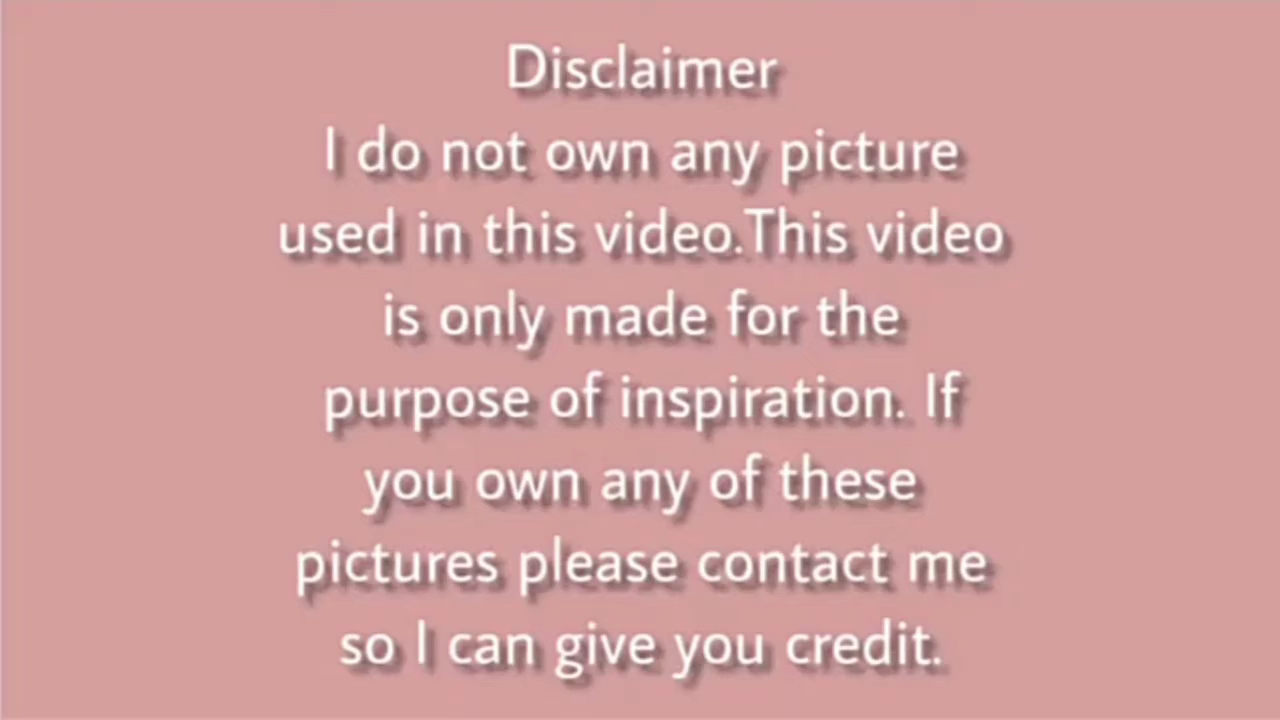 Disclaimer
I do not own any picture
used in this video.This video
is only made for the
purpose of inspiration. If
you own any of these
pictures please contact me
so I can give you credit.